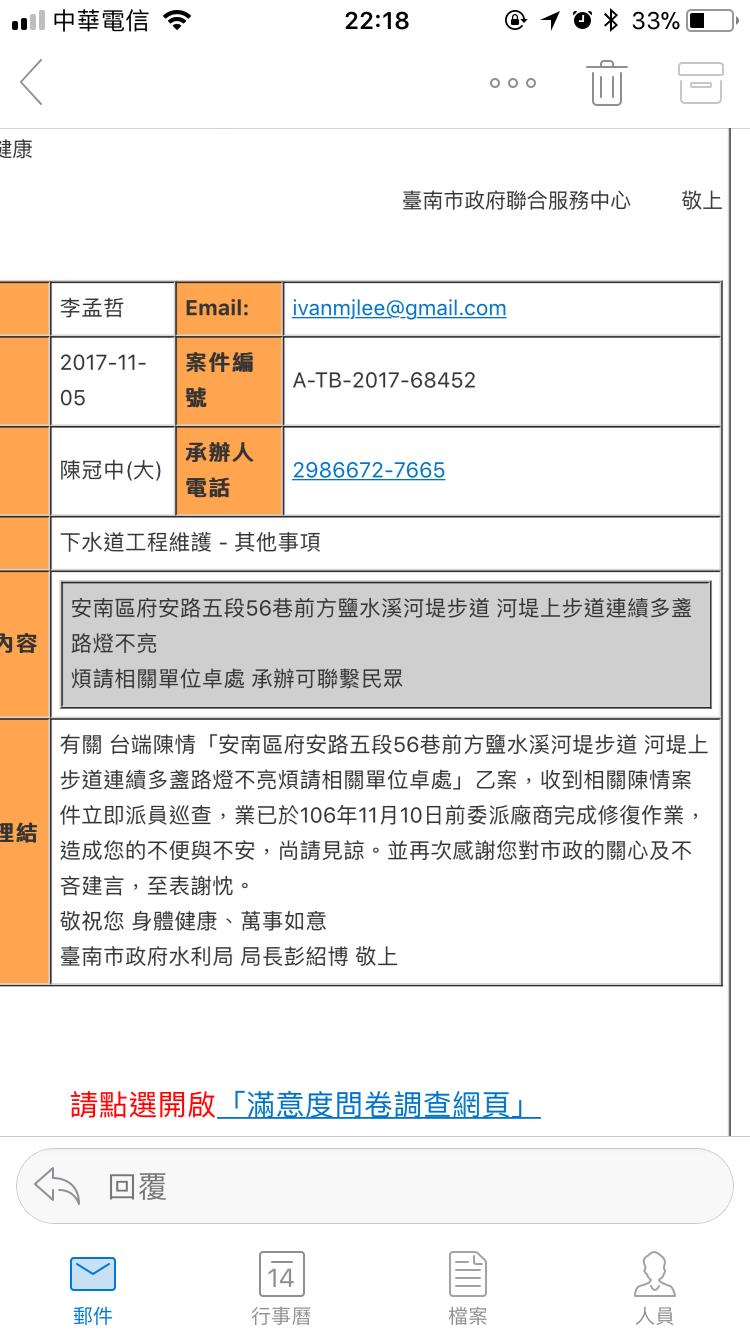 中華電信 22:18 33%
健康
臺南市政府聯合服務中心 敬上
李孟哲 Email: ivanmjlee@gmail.com
2017-11-
05
案件編
號
A-TB-2017-68452
陳冠中(大)
承辦人
電話
2986672-7665
下水道工程維護 - 其他事項
內容
安南區府安路五段56巷前方鹽水溪河堤步道 河堤上步道連續多盞
路燈不亮
煩請相關單位卓處 承辦可聯繫民眾
理結
有關 台端陳情「安南區府安路五段56巷前方鹽水溪河堤步道 河堤上
步道連續多盞路燈不亮煩請相關單位卓處」乙案，收到相關陳情案
件立即派員巡查，業已於106年11月10日前委派廠商完成修復作業，
造成您的不便與不安，尚請見諒。並再次感謝您對市政的關心及不
吝建言，至表謝忱。
敬祝您 身體健康、萬事如意
臺南市政府水利局 局長彭紹博 敬上
請點選開啟「滿意度問卷調查網頁」
回覆
14
郵件 行事曆 檔案 人員